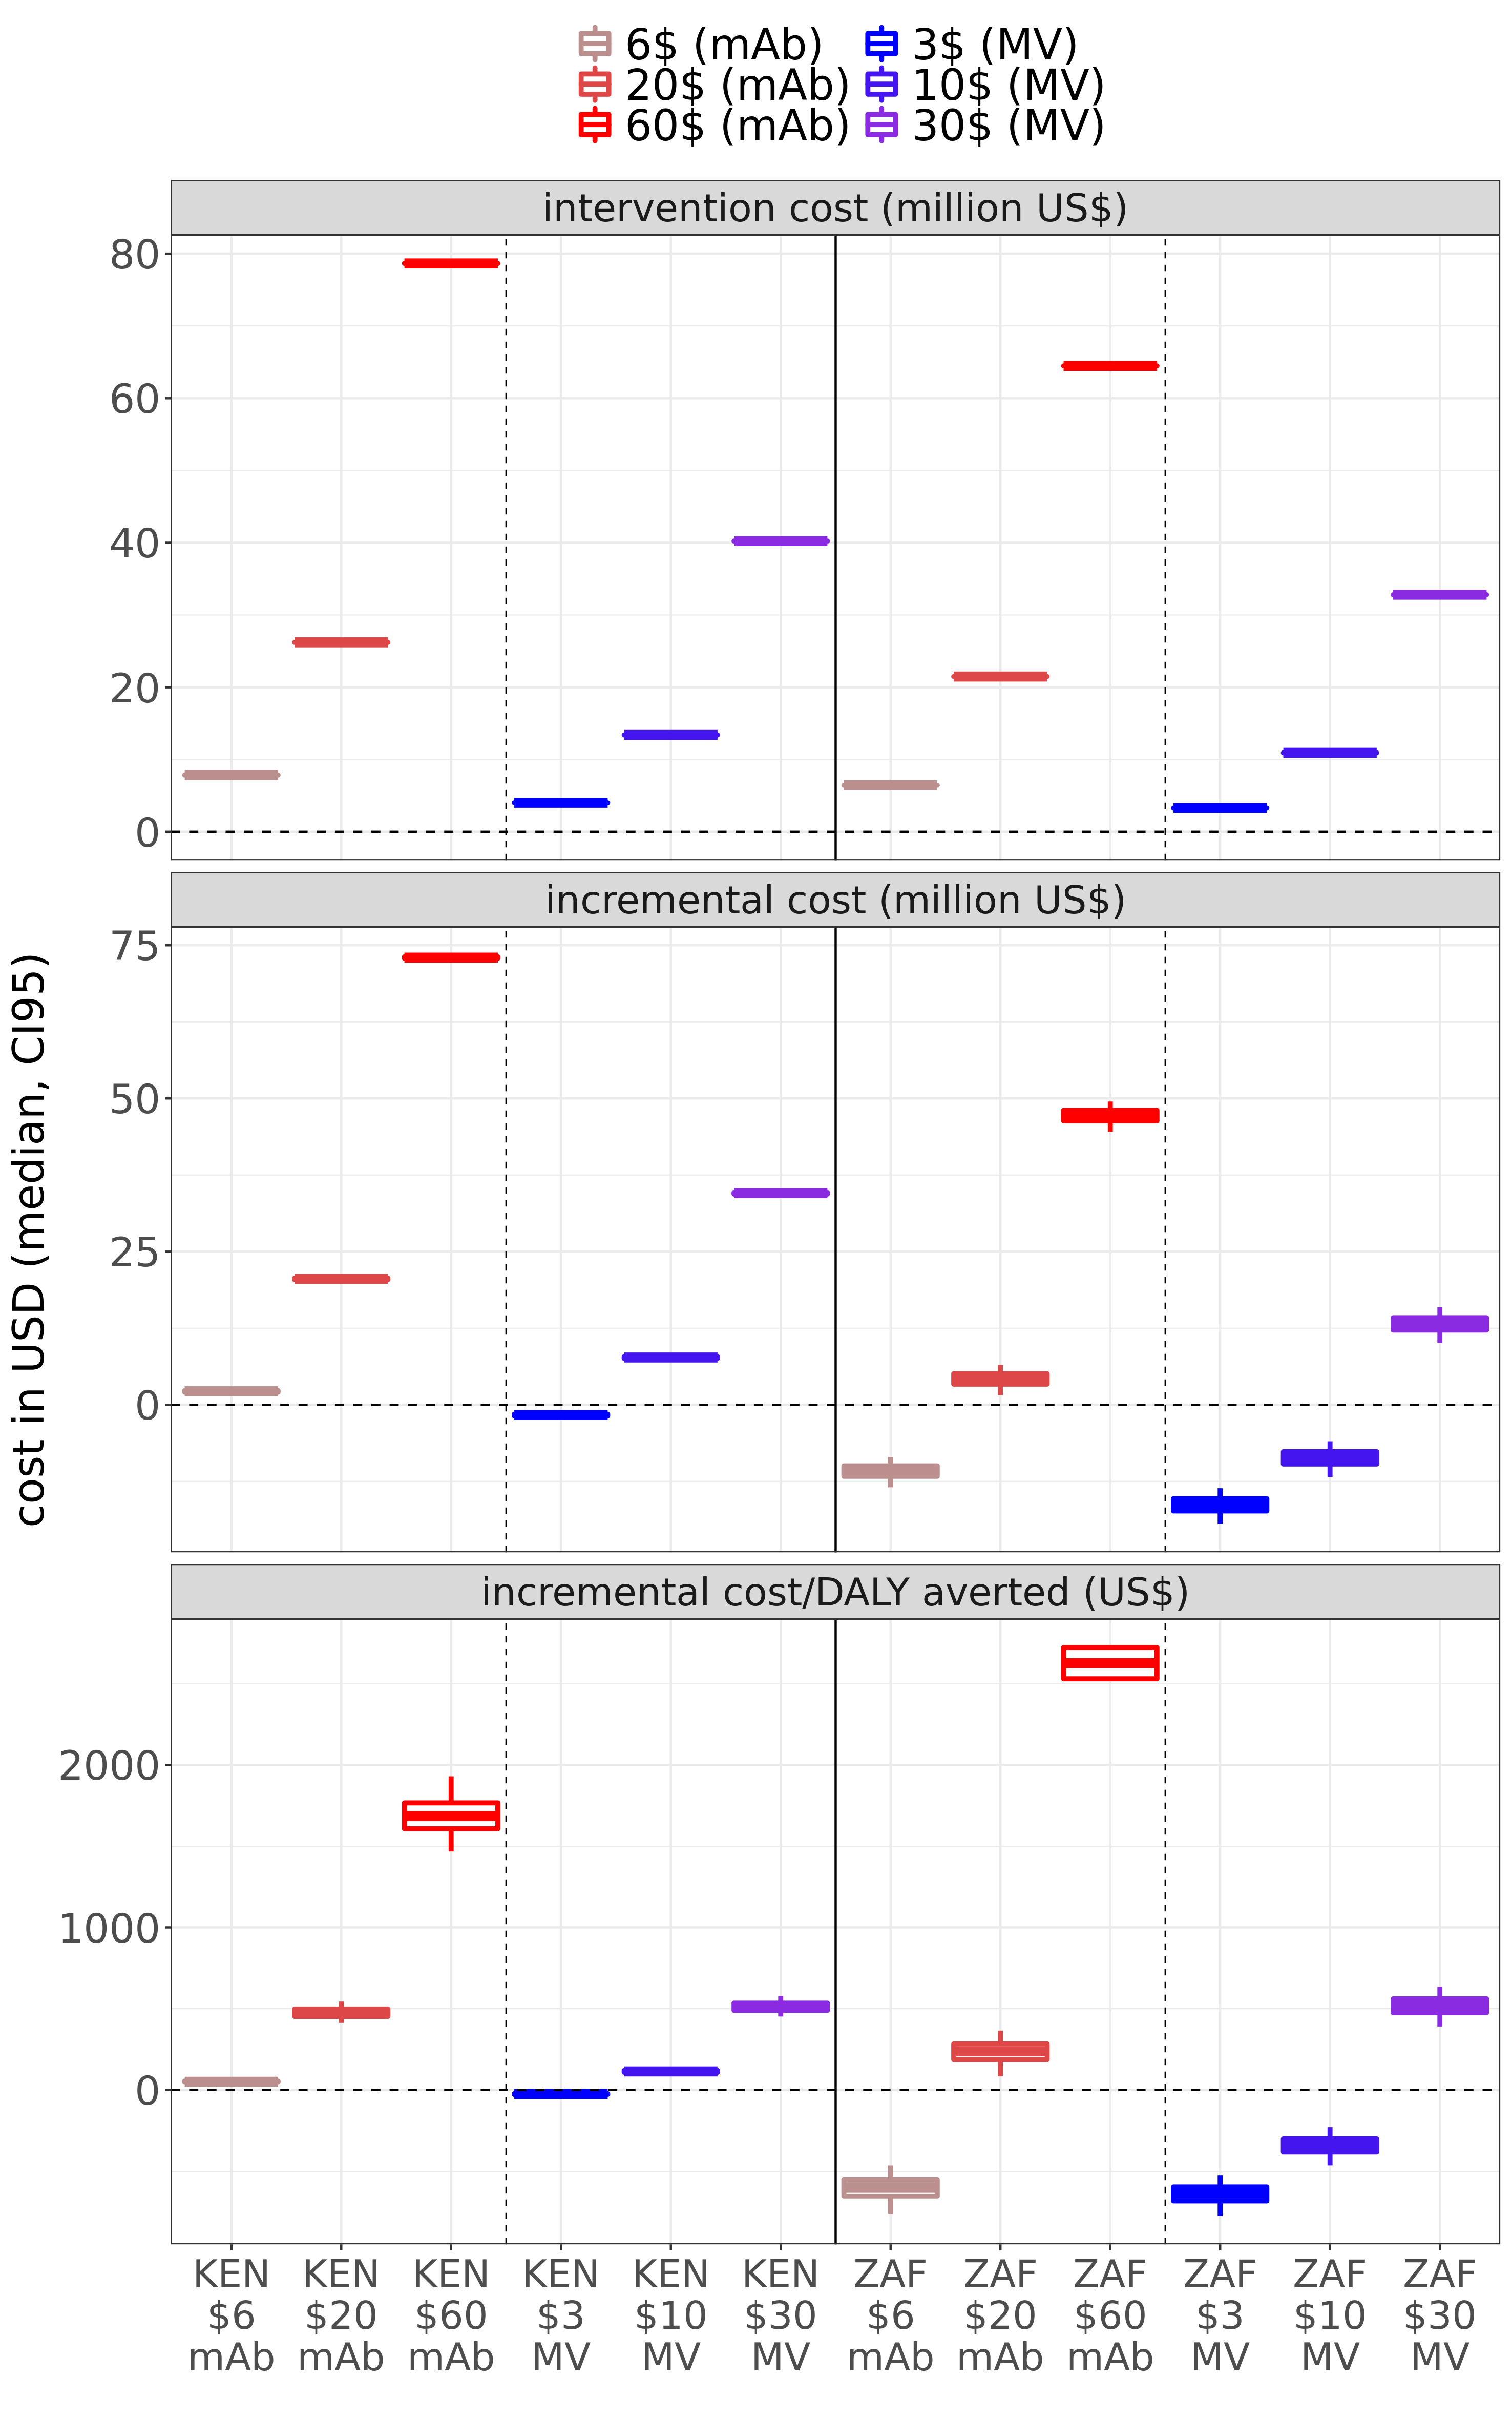 6$ (mAb) 3$ (MV)
20$ (mAb) 10$ (MV)
60$ (mAb) 30$ (MV)
intervention cost (million US$)
80
60
40
20
0
incremental cost (million US$)
75
50
25
0
incremental cost/DALY averted (US$)
2000
1000
0
cost in USD (median, CI95)
KEN KEN KEN KEN KEN KEN ZAF ZAF ZAF ZAF ZAF ZAF
$6 $20 $60 $3 $10 $30 $6 $20 $60 $3 $10 $30
mAb mAb mAb MV MV MV mAb mAb mAb MV MV MV